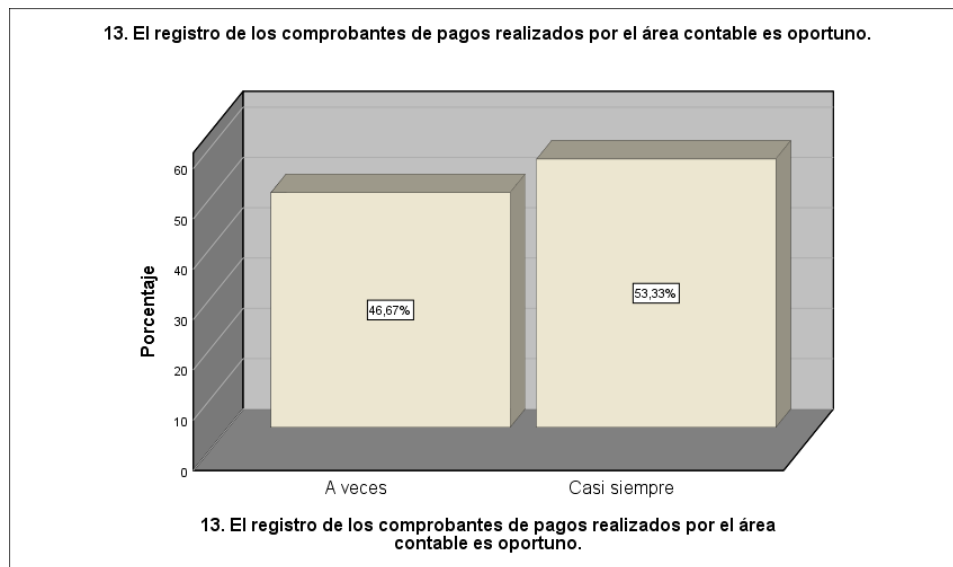 13. El registro de los comprobantes de pagos realizados por el área contable es oportuno.
60
50
40
30
20
10
0
Porcentaje
46,67%
53,33%
A veces
Casi siempre
13. El registro de los comprobantes de pagos realizados por el área
contable es oportuno.